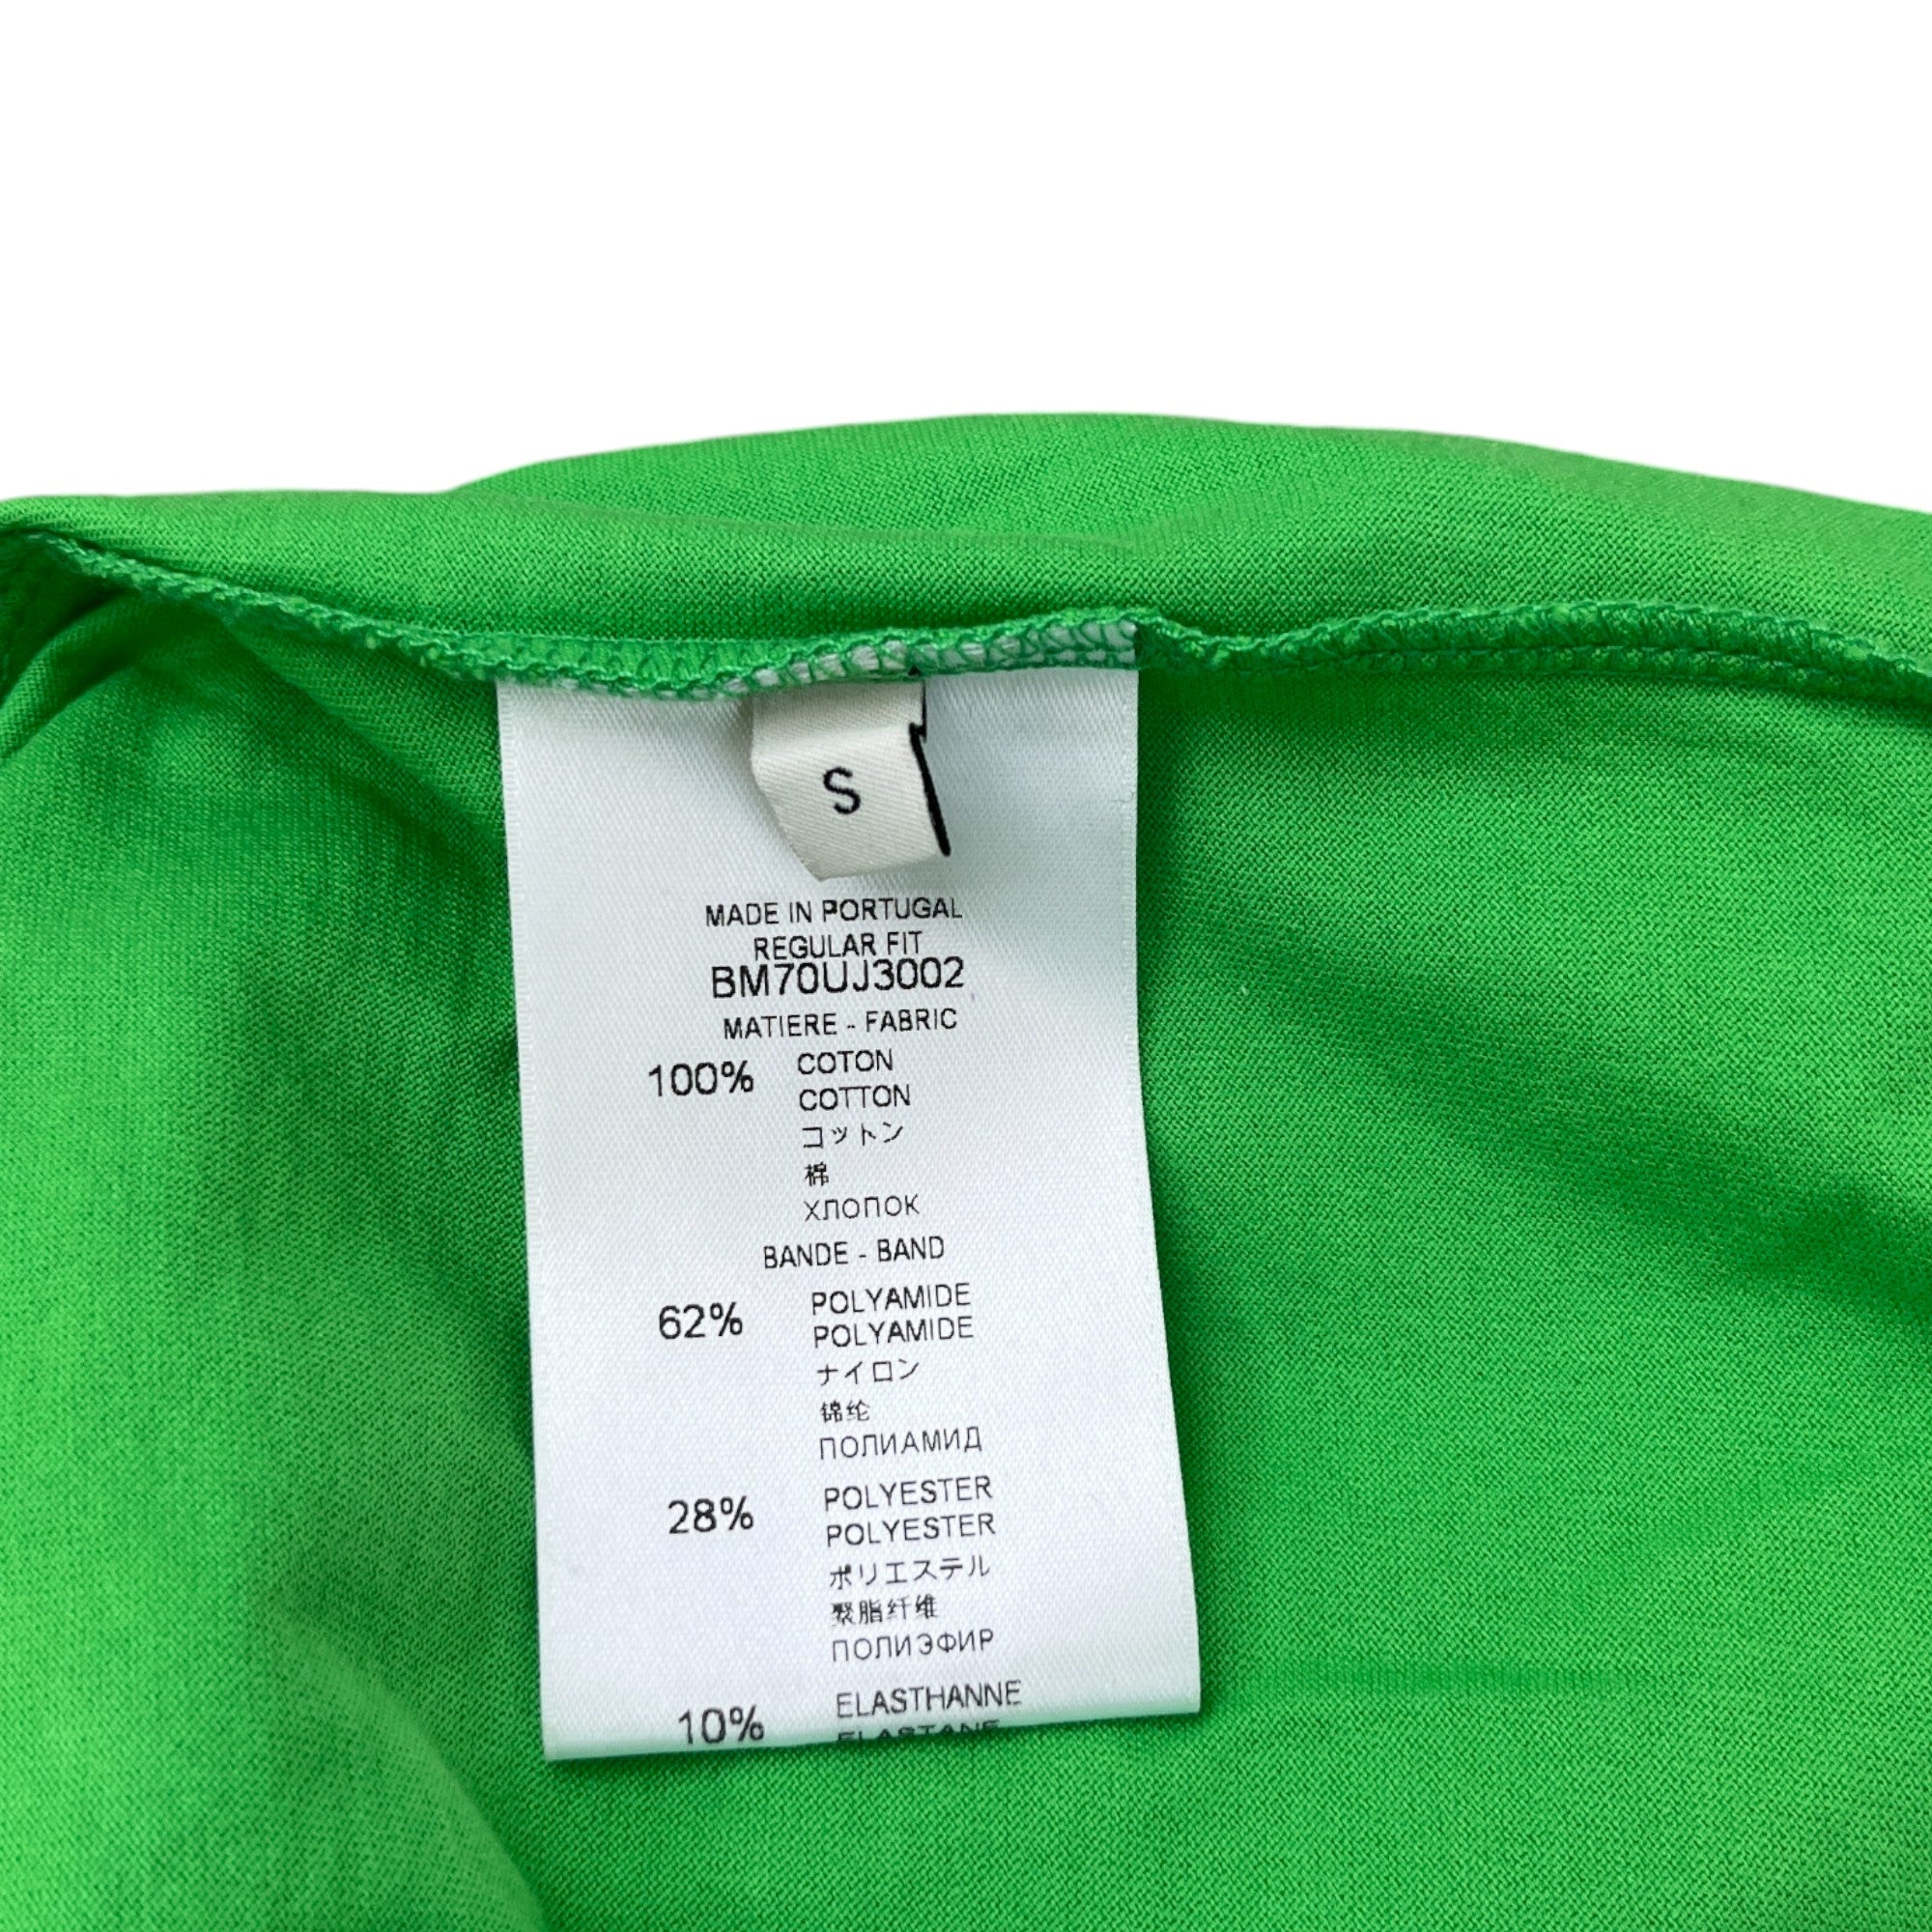 S
MADE IN PORTUGAL
REGULAR FIT
BM70UJ3002
MATIERE - FABRIC
100% COTON
COTTON
コットン
棉
ХЛОПОК
BANDE - BAND
62% POLYAMIDE
POLYAMIDE
ナイロン
锦纶
ПОЛИАМИД
28% POLYESTER
POLYESTER
ポリエステル
聚脂纤维
ПОЛИЭФИР
10% ELASTHANNE
ELASTANE